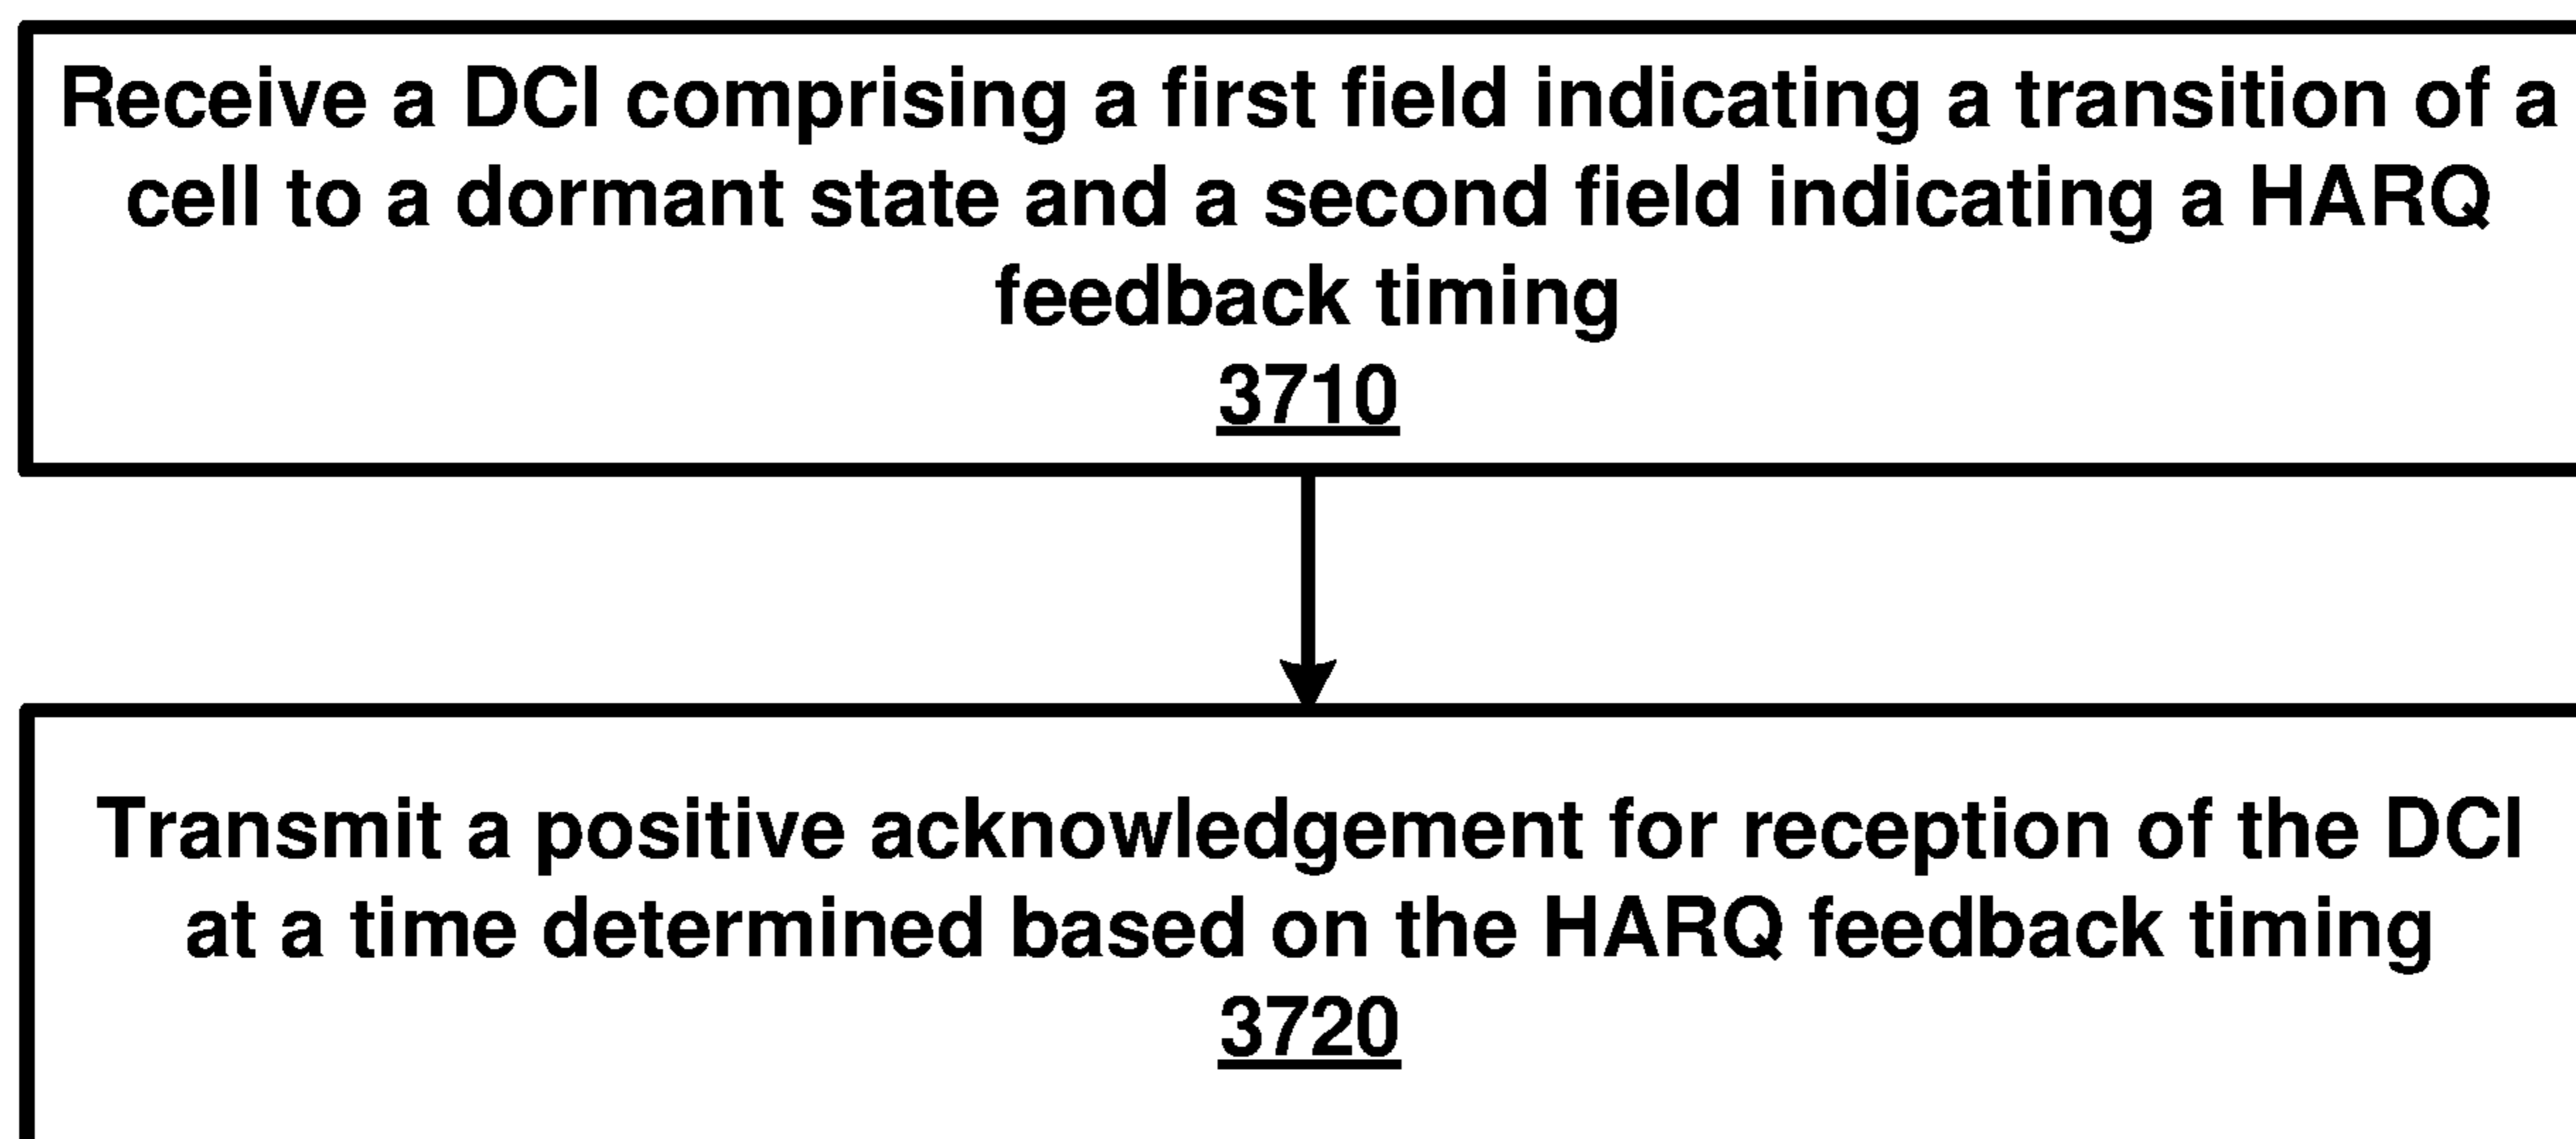 Receive a DCI comprising a first field indicating a transition of a
cell to a dormant state and a second field indicating a HARQ
feedback timing
3710
Transmit a positive acknowledgement for reception of the DCI
at a time determined based on the HARQ feedback timing
3720